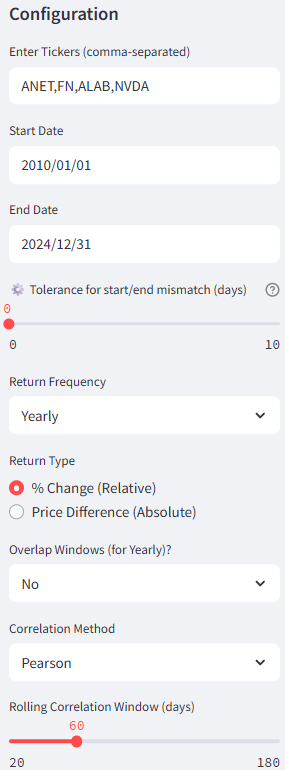 Configuration
Enter Tickers (comma-separated)
ANET,FN,ALAB,NVDA
Start Date
2010/01/01
End Date
2024/12/31
Tolerance for start/end mismatch (days) ?
0
0 10
Return Frequency
Yearly
Return Type
% Change (Relative)
Price Difference (Absolute)
Overlap Windows (for Yearly)?
No
Correlation Method
Pearson
Rolling Correlation Window (days)
60
20 180